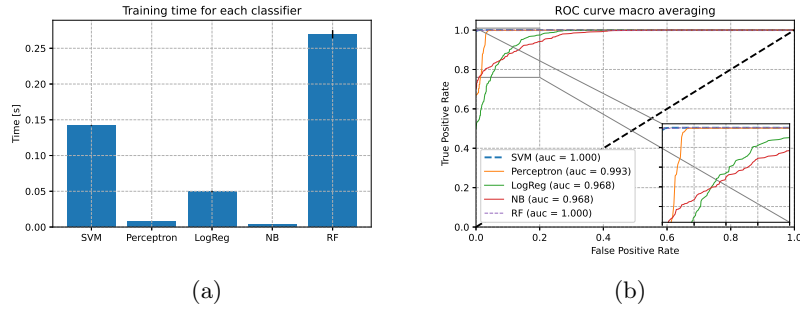 Training time for each classifier
0.25
0.20
0.15
0.10
0.05
0.00
Time [s]
SVM Perceptron LogReg NB RF
(a)
ROC curve macro averaging
1.0
0.8
0.6
0.4
0.2
0.0
True Positive Rate
SVM (auc = 1.000)
Perceptron (auc = 0.993)
LogReg (auc = 0.968)
NB (auc = 0.968)
RF (auc = 1.000)
0.0 0.2 0.4 0.6 0.8 1.0
False Positive Rate
(b)